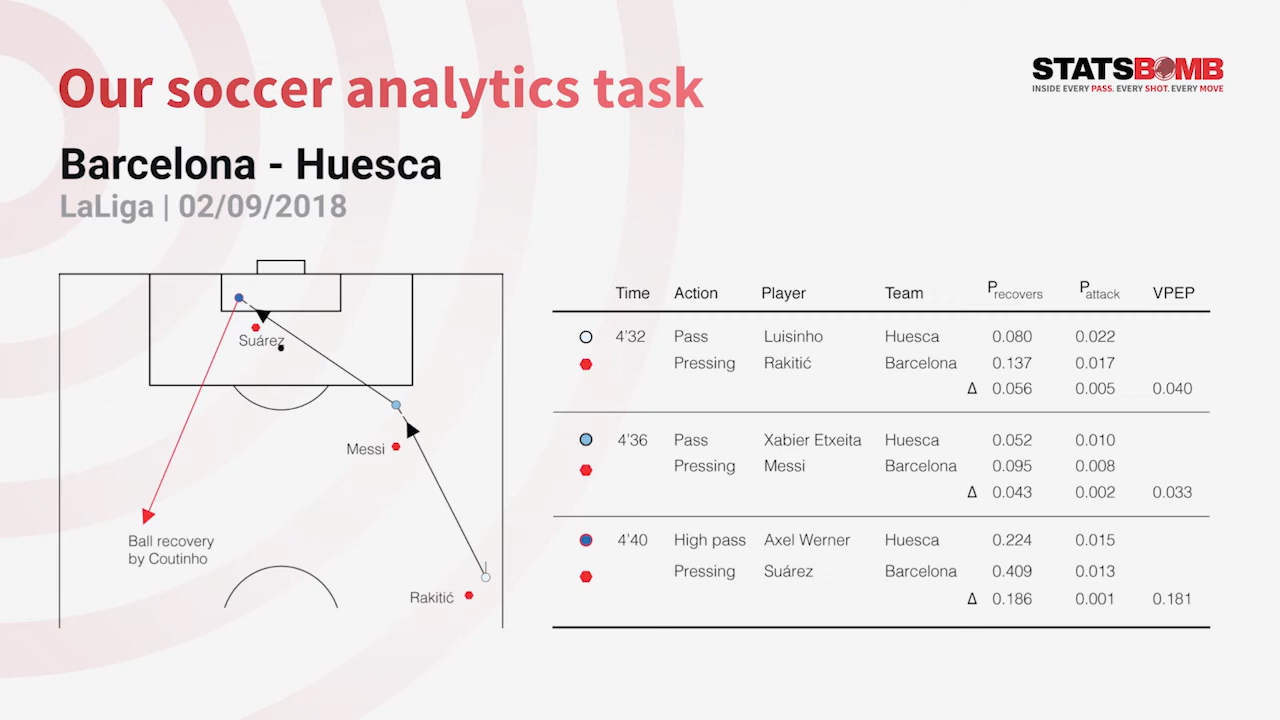 Our soccer analytics task
STATSBOMB
INSIDE EVERY PASS. EVERY SHOT. EVERY MOVE
Barcelona - Huesca
LaLiga | 02/09/2018
Suárez
Messi
Ball recovery
by Coutinho
Rakitić
Time Action Player Team Precovers Pattack VPEP
4’32 Pass Luisinho Huesca 0.080 0.022
Pressing Rakitić Barcelona 0.137 0.017
Δ 0.056 0.005 0.040
4’36 Pass Xabier Etxeita Huesca 0.052 0.010
Pressing Messi Barcelona 0.095 0.008
Δ 0.043 0.002 0.033
4’40 High pass Axel Werner Huesca 0.224 0.015
Pressing Suárez Barcelona 0.409 0.013
Δ 0.186 0.001 0.181